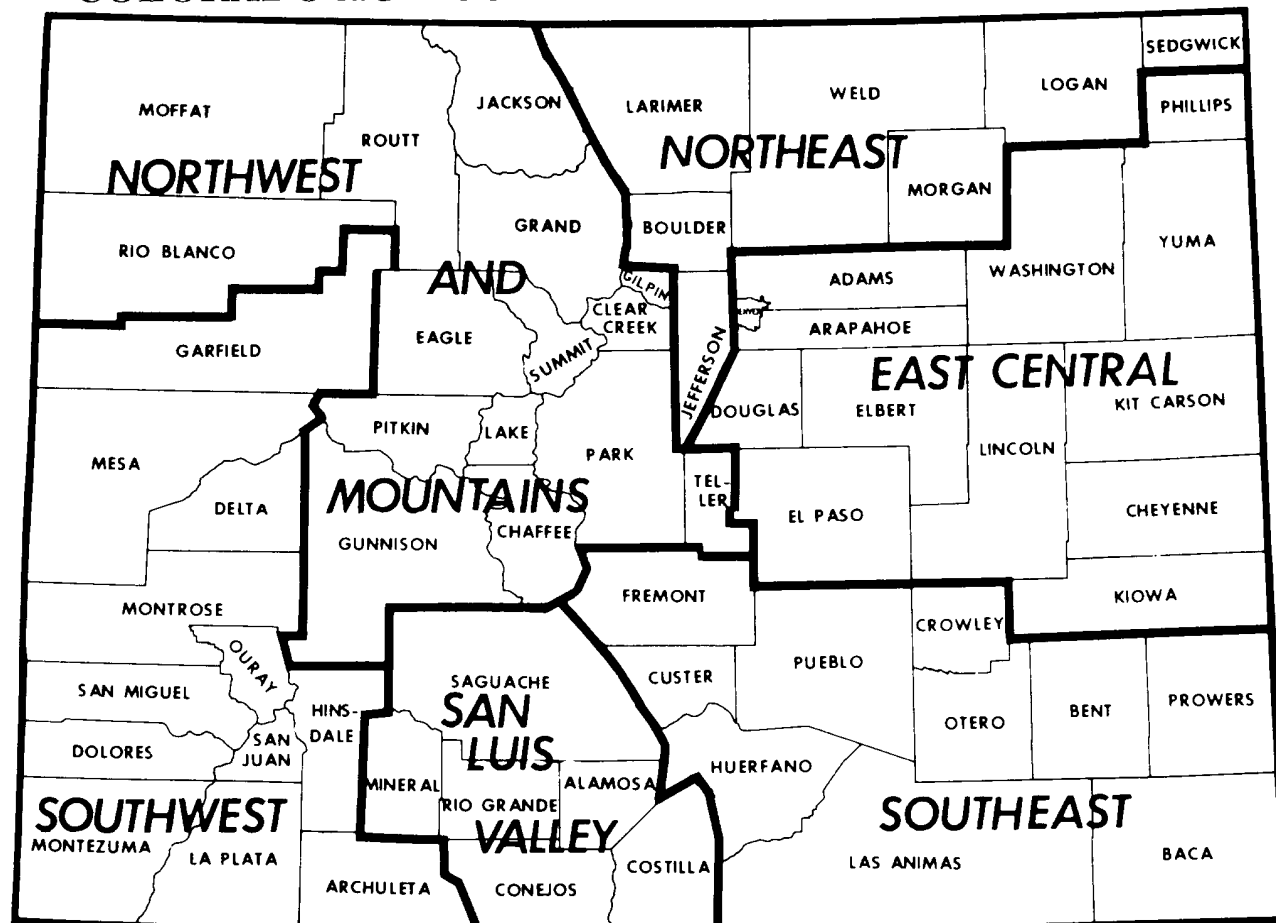 SEDGWICK
LOGAN
WELD
LARIMER
JACKSON
MOFFAT
PHILLIPS
ROUTT
NORTHWEST
NORTHEAST
MORGAN
GRAND
BOULDER
RIO BLANCO
YUMA
WASHINGTON
AND
GILPIN
ADAMS
CLEAR
CREEK
ARAPAHOE
EAGLE
GARFIELD
SUMMIT
JEFFERSON
EAST CENTRAL
DOUGLAS
ELBERT
KIT CARSON
PITKIN
LAKE
PARK
LINCOLN
MESA
TEL-
LER
MOUNTAINS
DELTA
EL PASO
CHEYENNE
CHAFFEE
GUNNISON
FREMONT
KIOWA
MONTROSE
CROWLEY
OURAY
PUEBLO
CUSTER
SAGUACHE
SAN MIGUEL
HINS-
DALE
SAN
LUIS
VALLEY
OTERO
BENT
PROWERS
DOLORES
SAN
JUAN
HUERFANO
MINERAL
ALAMOSA
RIO GRANDE
SOUTHWEST
SOUTHEAST
MONTEZUMA
LA PLATA
COSTILLA
LAS ANIMAS
BACA
ARCHULETA
CONEJOS